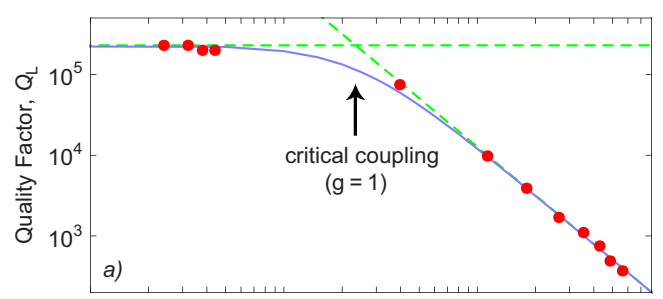 10^5
10^4
10^3
Quality Factor, Q_L
critical coupling
(g = 1)
a)